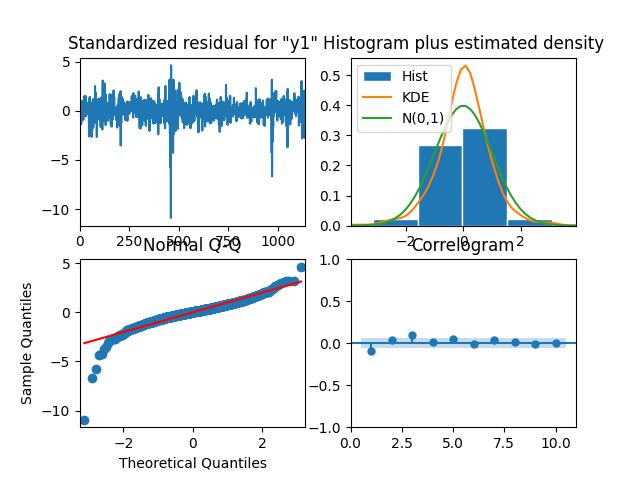 Standardized residual for "y1"
Histogram plus estimated density
5
0
−5
−10
0 250 500 750 1000
0.5
0.4
0.3
0.2
0.1
0.0
−2 0 2
Hist
KDE
N(0,1)
Normal Q-Q
Correlogram
Sample Quantiles
5
0
−5
−10
−2 0 2
Theoretical Quantiles
1.0
0.5
0.0
−0.5
−1.0
0.0 2.5 5.0 7.5 10.0